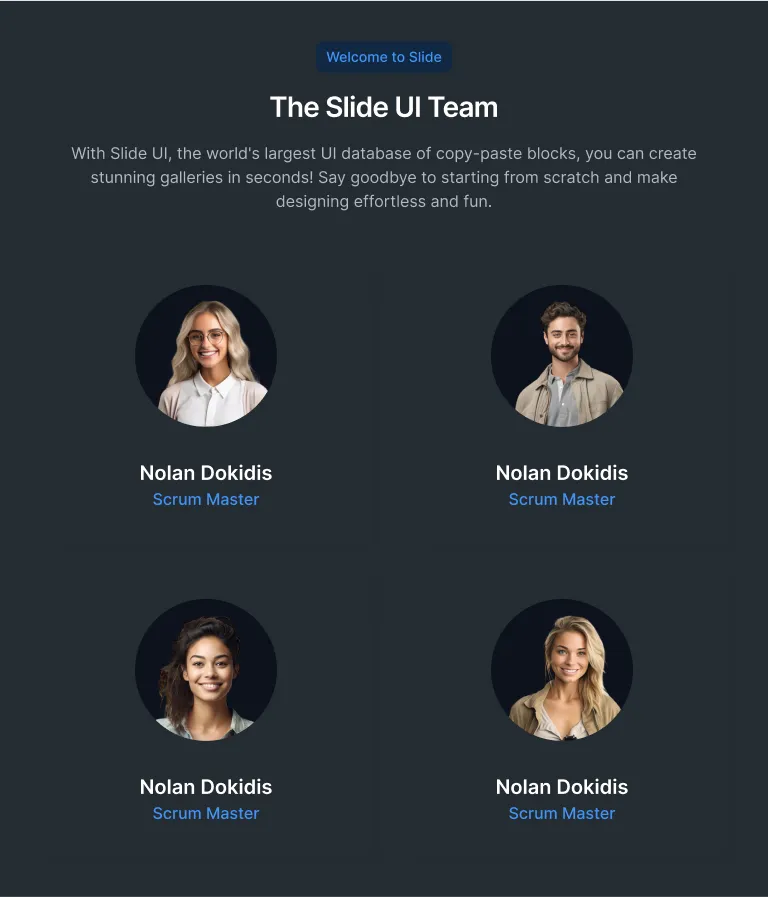 Welcome to Slide
The Slide UI Team
With Slide UI, the world's largest UI database of copy-paste blocks, you can create
stunning galleries in seconds! Say goodbye to starting from scratch and make
designing effortless and fun.
Nolan Dokidis
Scrum Master
Nolan Dokidis
Scrum Master
Nolan Dokidis
Scrum Master
Nolan Dokidis
Scrum Master